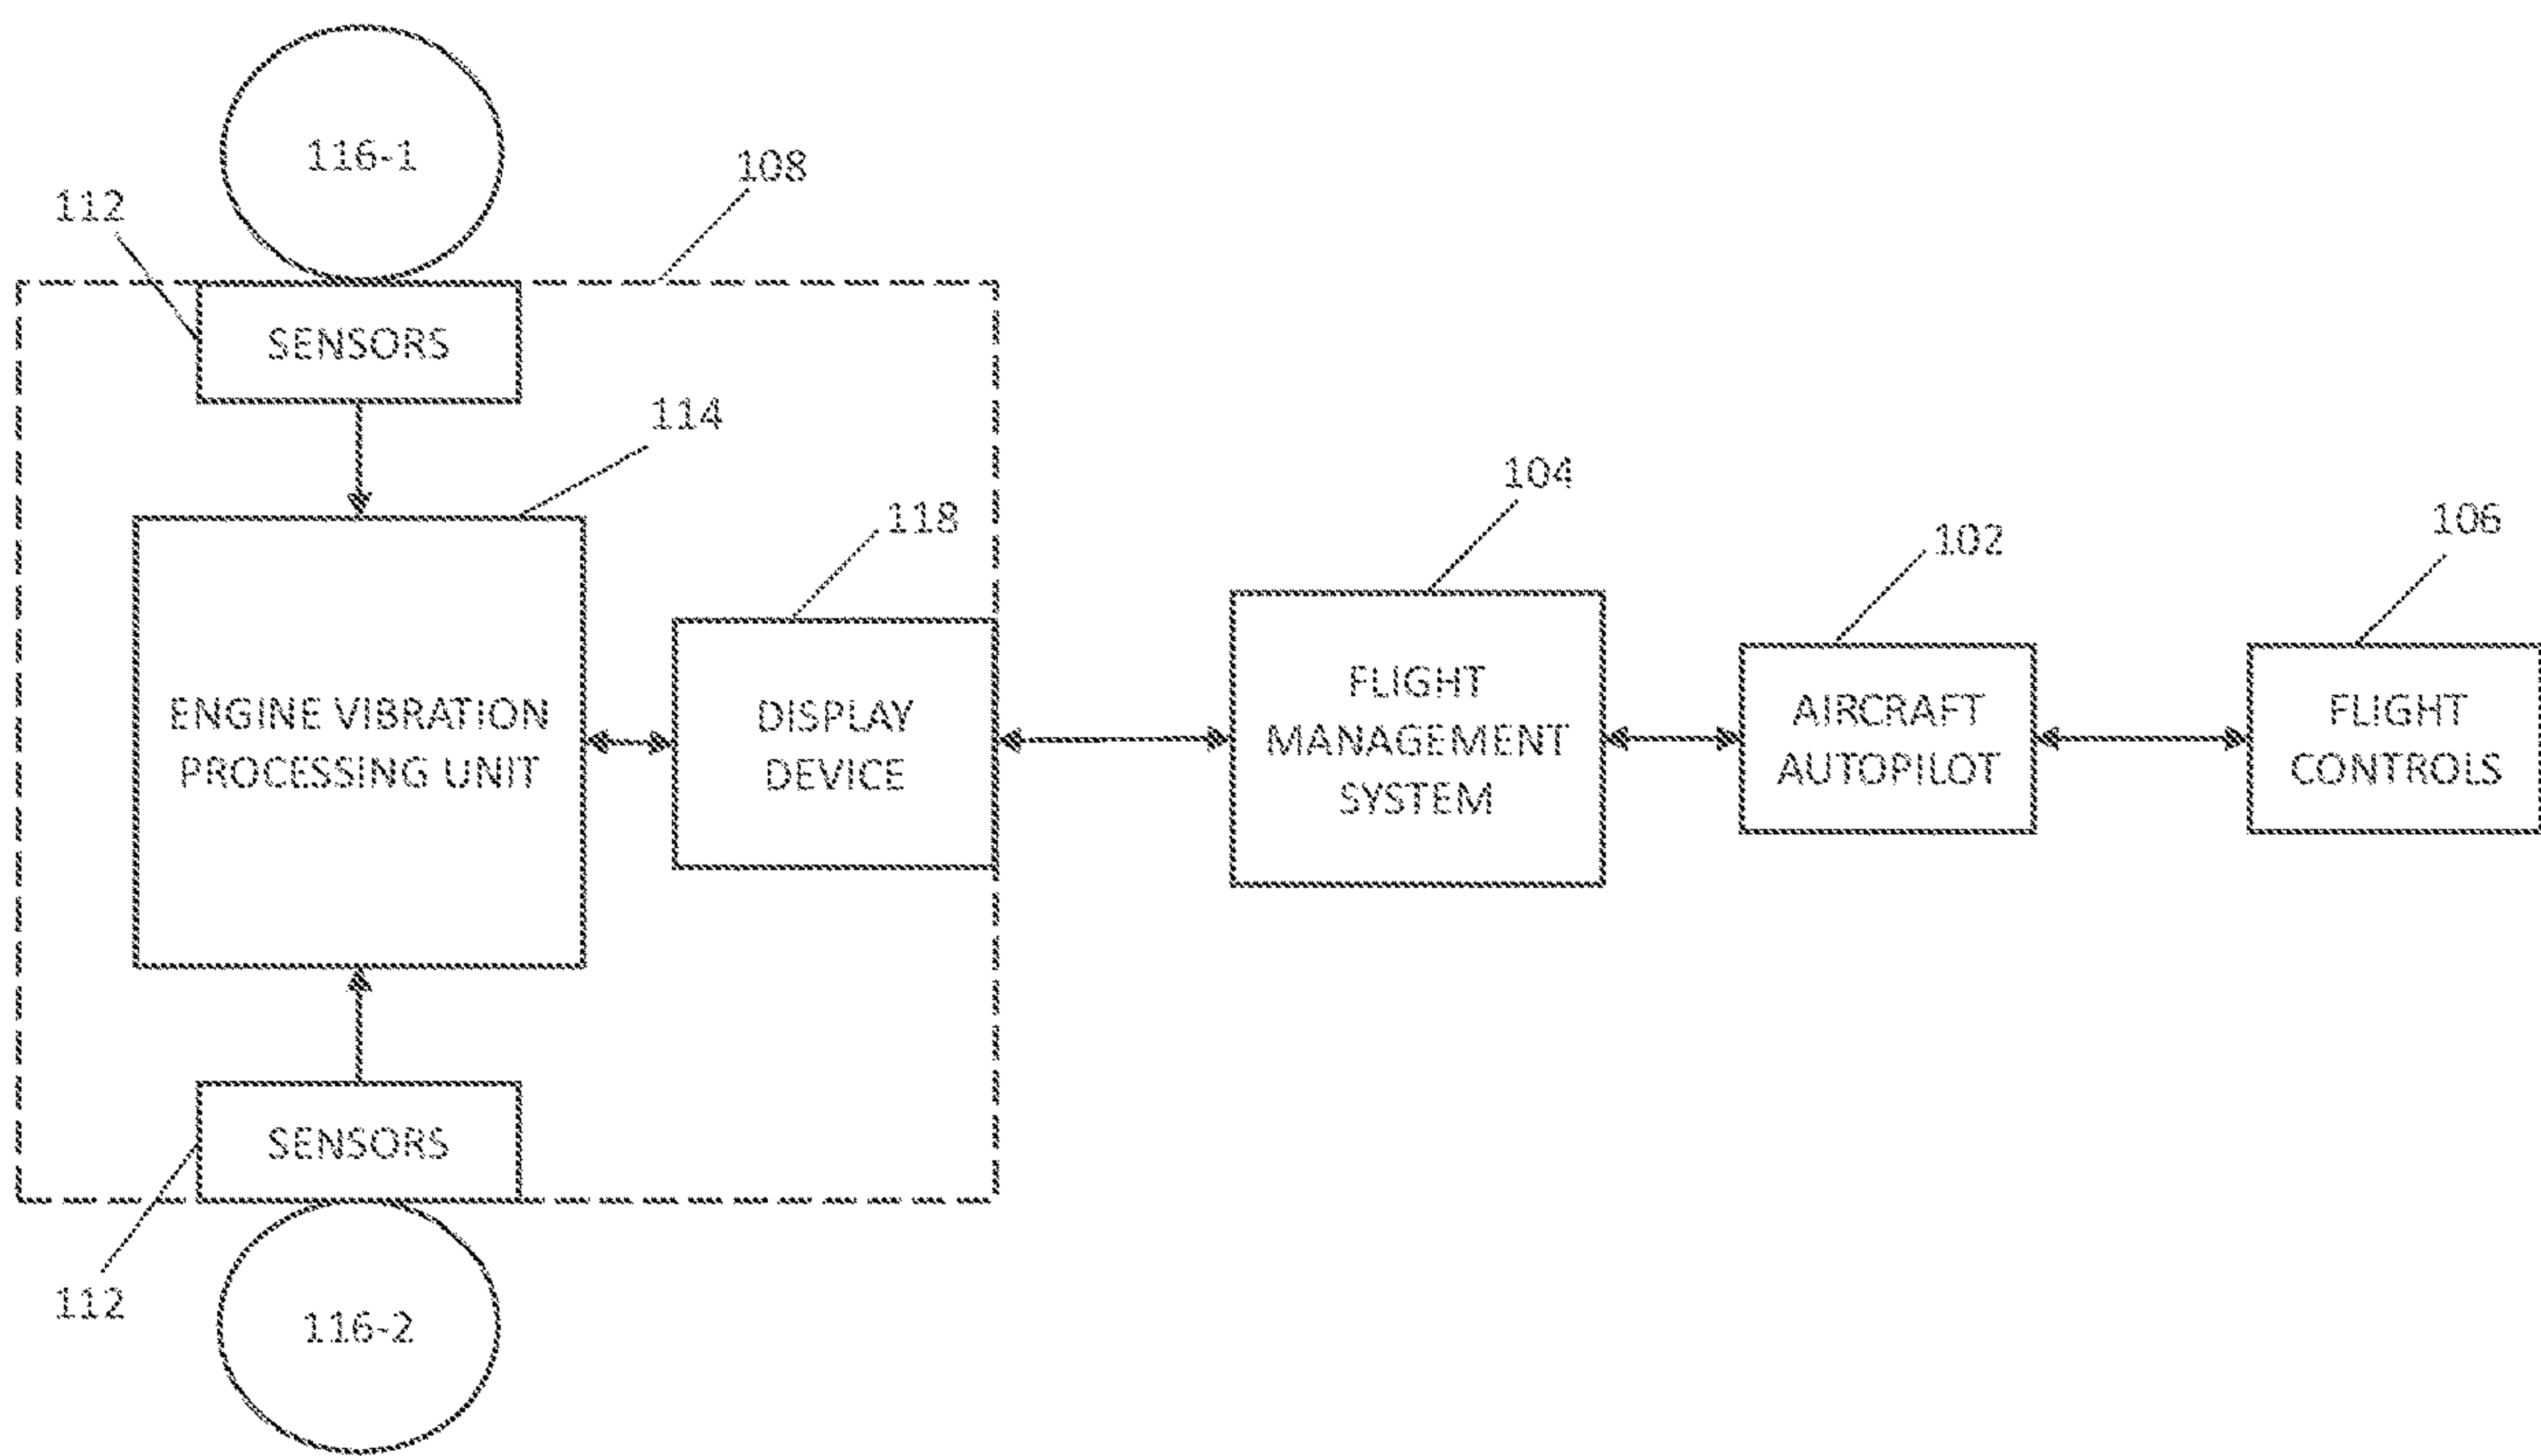 116-1
108
112
SENSORS
114
118
104
102
106
ENGINE VIBRATION
PROCESSING UNIT
DISPLAY
DEVICE
FLIGHT
MANAGEMENT
SYSTEM
AIRCRAFT
AUTOPILOT
FLIGHT
CONTROLS
SENSORS
112
116-2